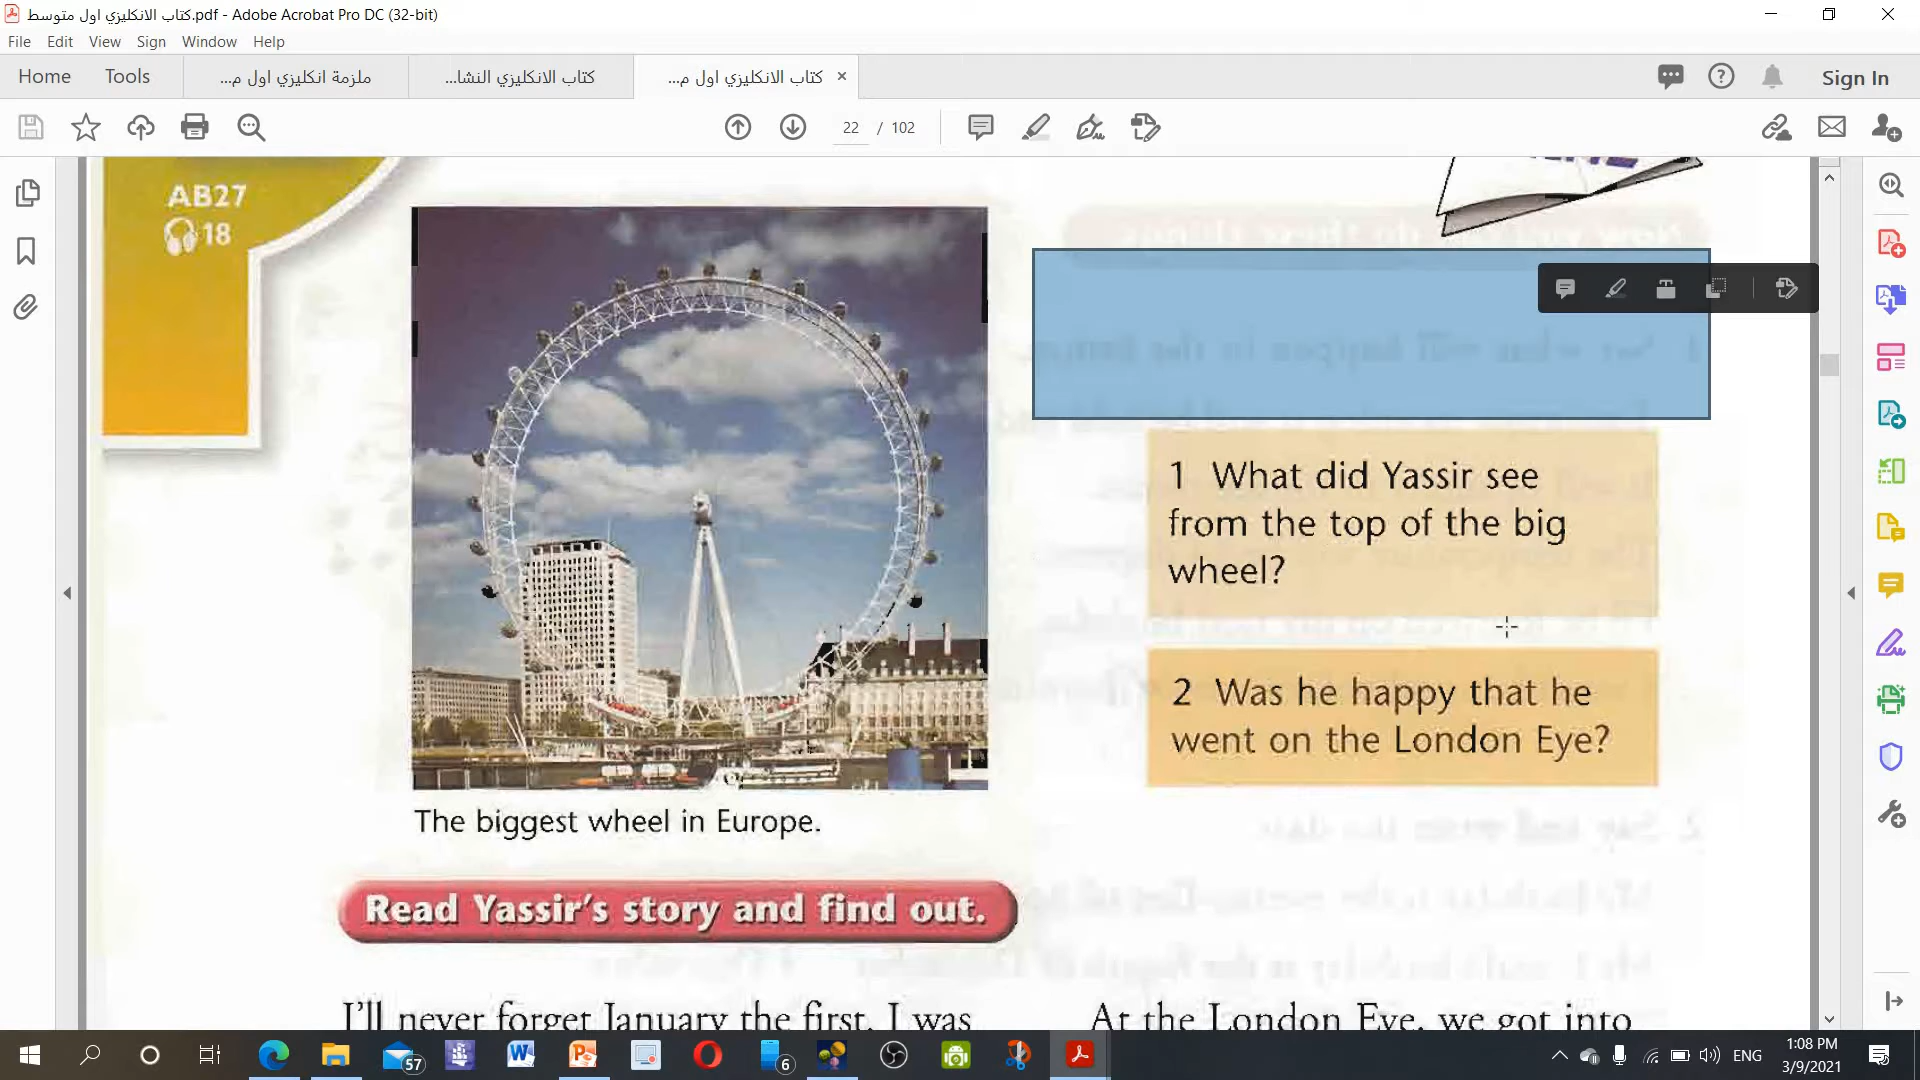 كتاب الانكليزي اول متوسط.pdf - Adobe Acrobat Pro DC (32-bit)
File Edit View Sign Window Help
Home Tools ملزمة انكليزي اول م... كتاب الانكليزي النشا... كتاب الانكليزي اول م... Sign In
22 / 102
AB27
18
1 What did Yassir see
from the top of the big
wheel?
2 Was he happy that he
went on the London Eye?
The biggest wheel in Europe.
Read Yassir's story and find out.
I'll never forget January the first. I was
At the London Eye, we got into
57
6
ENG
1:08 PM
3/9/2021